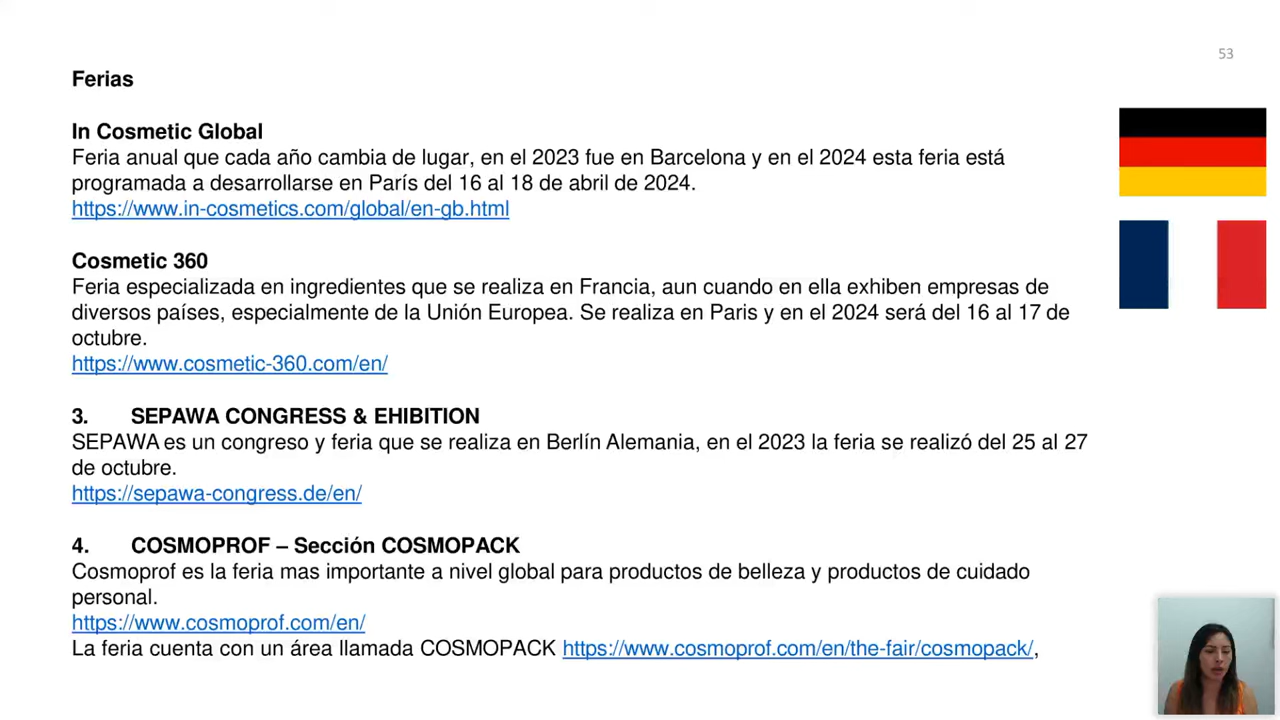 53
Ferias
In Cosmetic Global
Feria anual que cada año cambia de lugar, en el 2023 fue en Barcelona y en el 2024 esta feria está
programada a desarrollarse en París del 16 al 18 de abril de 2024.
https://www.in-cosmetics.com/global/en-gb.html
Cosmetic 360
Feria especializada en ingredientes que se realiza en Francia, aun cuando en ella exhiben empresas de
diversos países, especialmente de la Unión Europea. Se realiza en Paris y en el 2024 será del 16 al 17 de
octubre.
https://www.cosmetic-360.com/en/
3. SEPAWA CONGRESS & EHIBITION
SEPAWA es un congreso y feria que se realiza en Berlín Alemania, en el 2023 la feria se realizó del 25 al 27
de octubre.
https://sepawa-congress.de/en/
4. COSMOPROF – Sección COSMOPACK
Cosmoprof es la feria mas importante a nivel global para productos de belleza y productos de cuidado
personal.
https://www.cosmoprof.com/en/
La feria cuenta con un área llamada COSMOPACK https://www.cosmoprof.com/en/the-fair/cosmopack/,